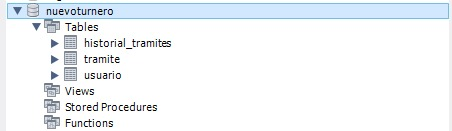 nuevoturnero
Tables
historial_tramites
tramite
usuario
Views
Stored Procedures
Functions